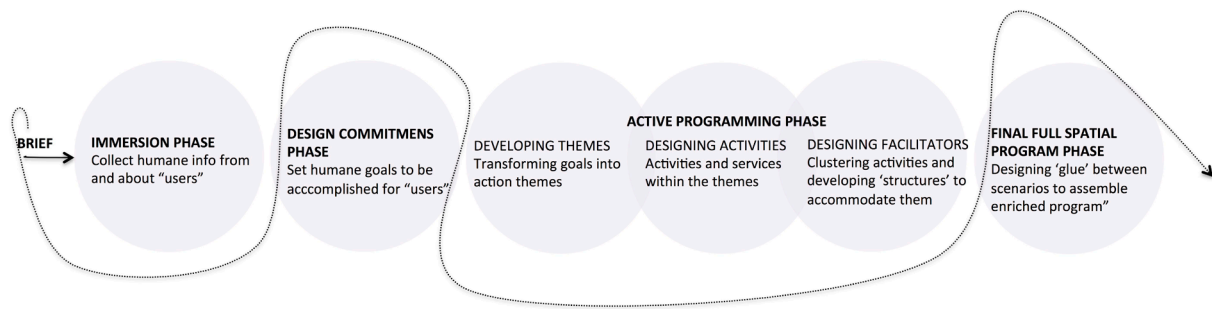 BRIEF
IMMERSION PHASE
Collect humane info from
and about “users”
DESIGN COMMITMENS
PHASE
Set humane goals to be
acccomplished for “users”
ACTIVE PROGRAMMING PHASE
DEVELOPING THEMES
Transforming goals into
action themes
DESIGNING ACTIVITIES
Activities and services
within the themes
DESIGNING FACILITATORS
Clustering activities and
developing ‘structures’ to
accommodate them
FINAL FULL SPATIAL
PROGRAM PHASE
Designing ‘glue’ between
scenarios to assemble
enriched program”